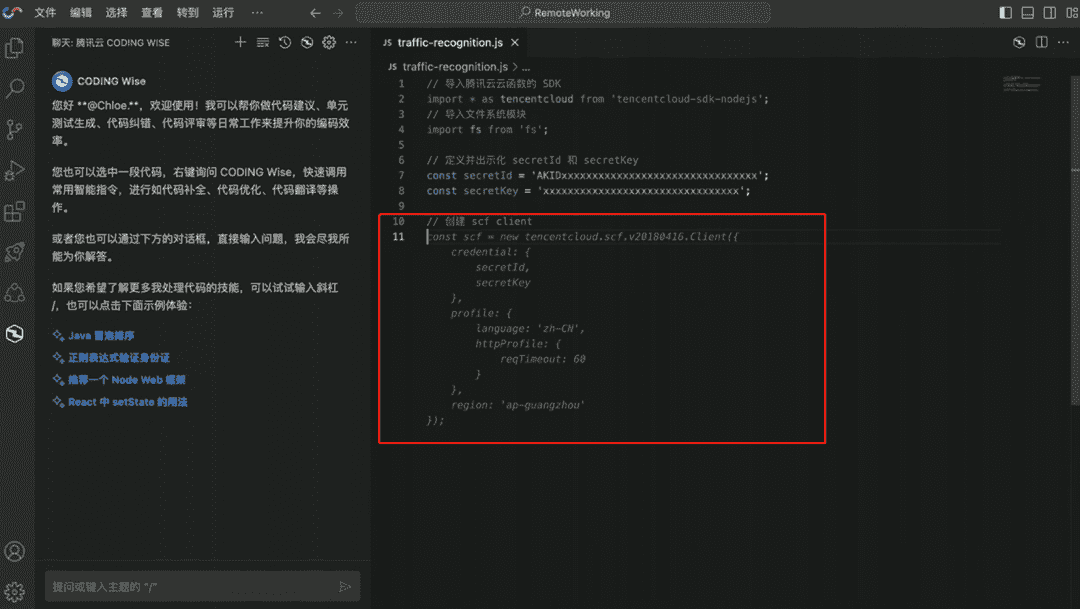 文件 编辑 选择 查看 转到 运行 ···
RemoteWorking
聊天: 腾讯云 CODING WISE
CODING Wise
您好 **@Chloe.**，欢迎使用！我可以帮你做代码建议、单元
测试生成、代码纠错、代码评审等日常工作来提升你的编码效
率。
您也可以选中一段代码，右键询问 CODING Wise，快速调用
常用智能指令，进行如代码补全、代码优化、代码翻译等操
作。
或者您也可以通过下方的对话框，直接输入问题，我会尽我所
能为你解答。
如果您希望了解更多我处理代码的技能，可以试试输入斜杠
/，也可以点击下面示例体验：
Java 冒泡排序
正则表达式验证身份证
推荐一个 Node Web 框架
React 中 setState 的用法
提问或键入主题的 "/"
JS traffic-recognition.js
JS traffic-recognition.js > ...
1 // 导入腾讯云云函数的 SDK
2 import * as tencentcloud from 'tencentcloud-sdk-nodejs';
3 // 导入文件系统模块
4 import fs from 'fs';
5
6 // 定义并出示化 secretId 和 secretKey
7 const secretId = 'AKIDxxxxxxxxxxxxxxxxxxxxxxxxxxxxxxxx';
8 const secretKey = 'xxxxxxxxxxxxxxxxxxxxxxxxxxxxxxxx';
9
10 // 创建 scf client
11 const scf = new tencentcloud.scf.v20180416.Client({
credential: {
secretId,
secretKey
},
profile: {
language: 'zh-CN',
httpProfile: {
reqTimeout: 60
}
},
region: 'ap-guangzhou'
});